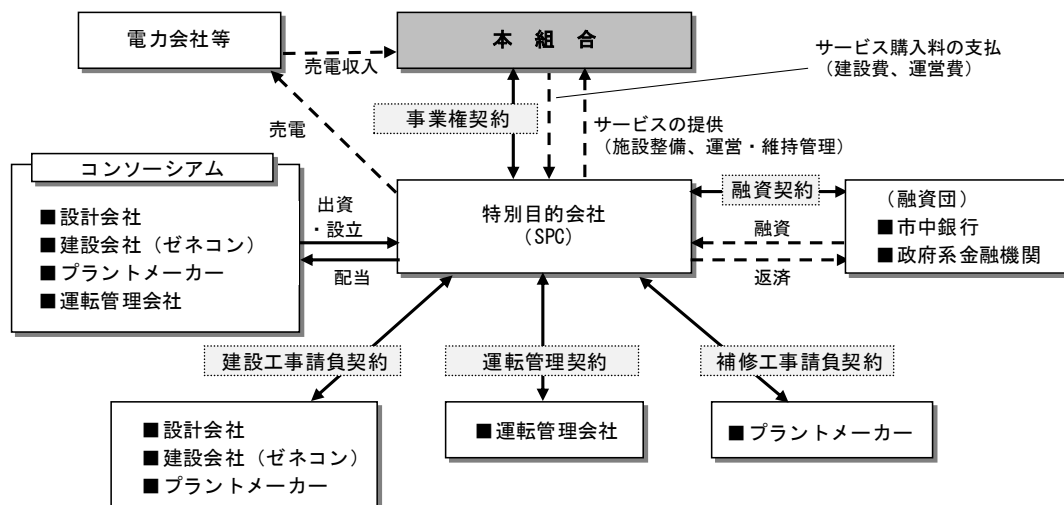 電力会社等
本 組 合
サービス購入料の支払
（建設費、運営費）
売電収入
売電
事業権契約
サービスの提供
（施設整備、運営・維持管理）
コンソーシアム
■設計会社
■建設会社（ゼネコン）
■プラントメーカー
■運転管理会社
出資
・設立
配当
特別目的会社
（SPC）
融資契約
融資
返済
（融資団）
■市中銀行
■政府系金融機関
建設工事請負契約
運転管理契約
補修工事請負契約
■設計会社
■建設会社（ゼネコン）
■プラントメーカー
■運転管理会社
■プラントメーカー